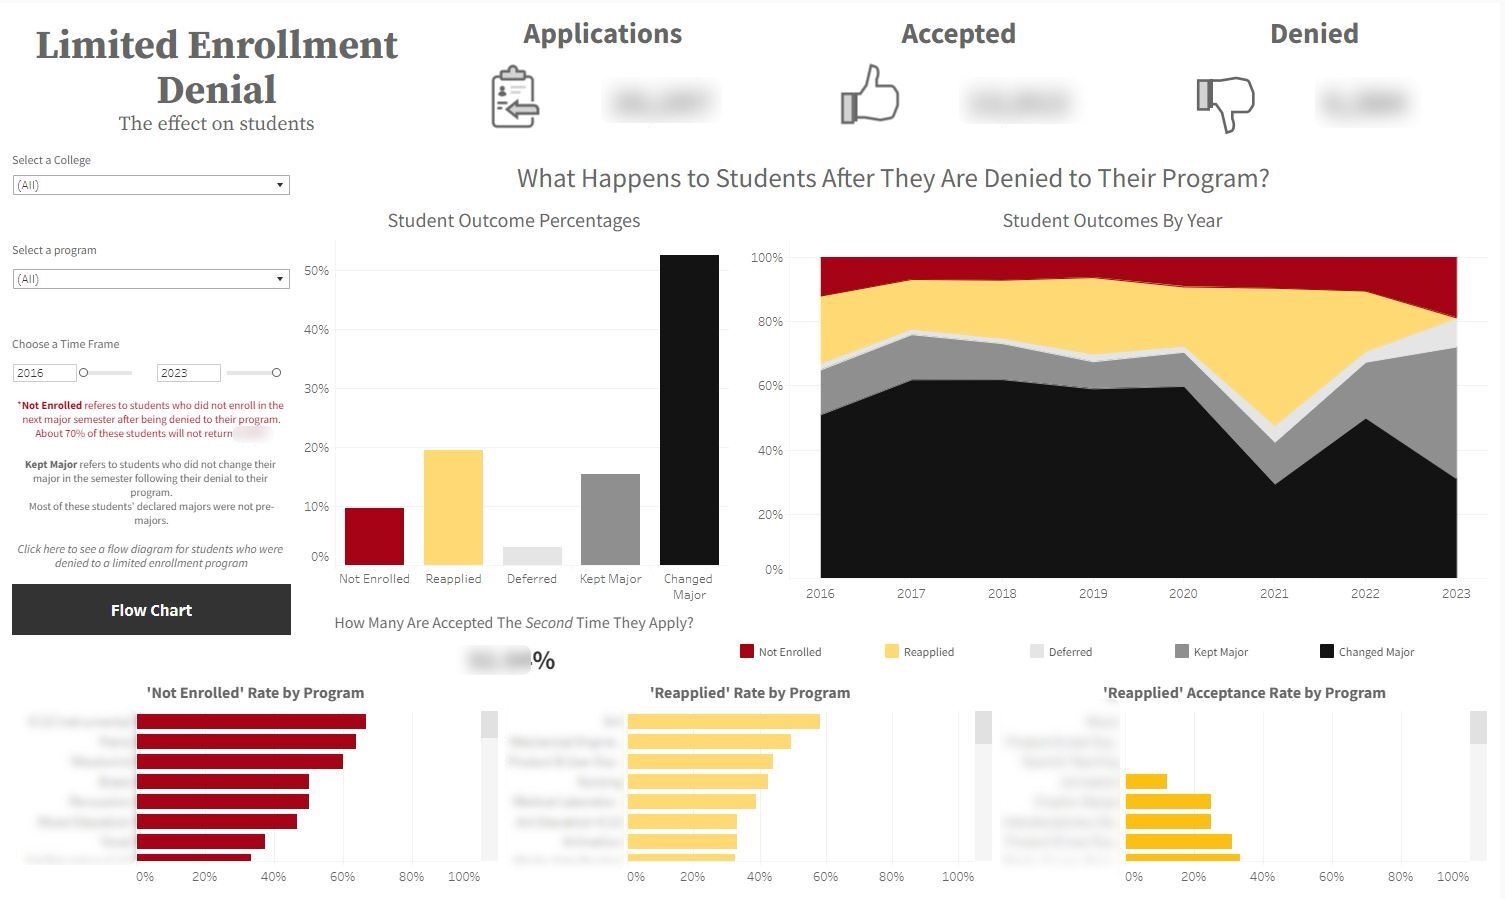 Limited Enrollment
Denial
The effect on students
Applications
Accepted
Denied
Select a College
(All)
Select a program
(All)
Choose a Time Frame
2016
2023
*Not Enrolled referes to students who did not enroll in the
next major semester after being denied to their program.
About 70% of these students will not return
Kept Major refers to students who did not change their
major in the semester following their denial to their
program.
Most of these students' declared majors were not pre-
majors.
Click here to see a flow diagram for students who were
denied to a limited enrollment program
Flow Chart
What Happens to Students After They Are Denied to Their Program?
Student Outcome Percentages
50%
40%
30%
20%
10%
0%
Not Enrolled
Reapplied
Deferred
Kept Major
Changed
Major
Student Outcomes By Year
100%
80%
60%
40%
20%
0%
2016
2017
2018
2019
2020
2021
2022
2023
How Many Are Accepted The Second Time They Apply?
%
Not Enrolled
Reapplied
Deferred
Kept Major
Changed Major
'Not Enrolled' Rate by Program
0%
20%
40%
60%
80%
100%
'Reapplied' Rate by Program
0%
20%
40%
60%
80%
100%
'Reapplied' Acceptance Rate by Program
0%
20%
40%
60%
80%
100%